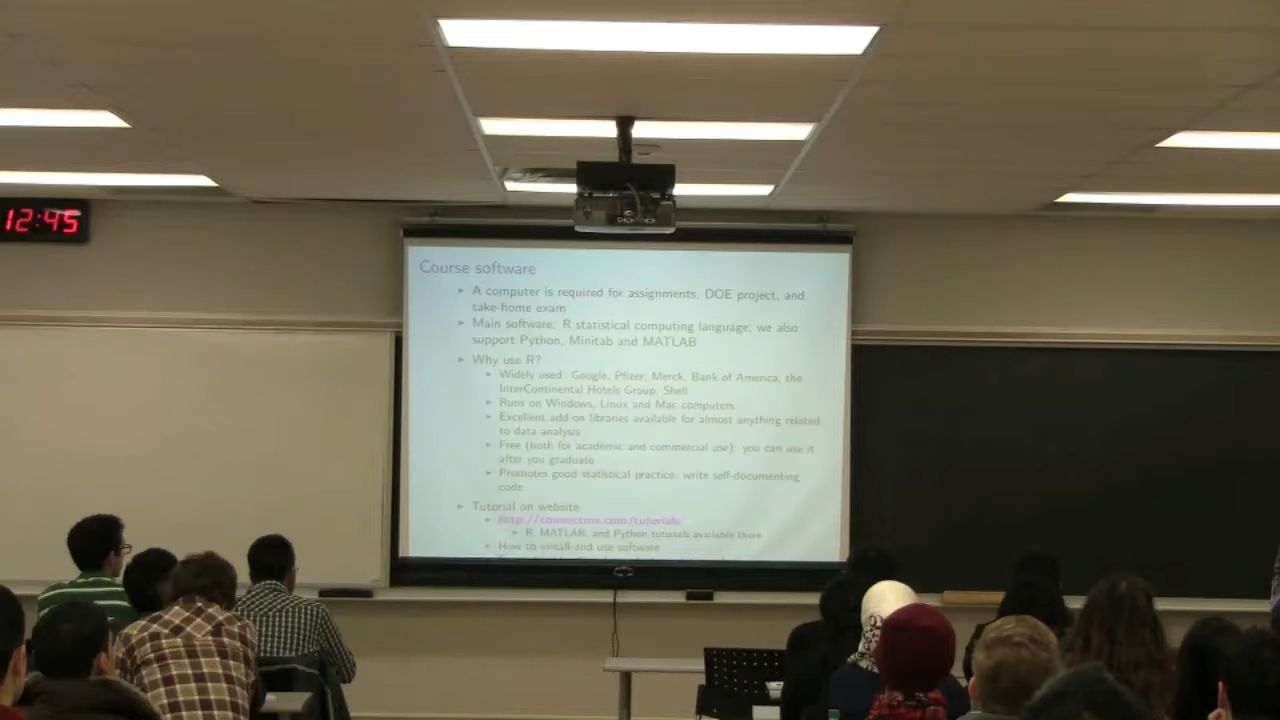 12:45
Course software
A computer is required for assignments, DOE project, and
take-home exam
Main software: R statistical computing language; we also
support Python, Minitab and MATLAB
Why use R?
Widely used: Google, Pfizer, Merck, Bank of America, the
InterContinental Hotels Group, Shell
Runs on Windows, Linux and Mac computers
Excellent add-on libraries available for almost anything related
to data analysis
Free (both for academic and commercial use): you can use it
after you graduate
Promotes good statistical practice: write self-documenting
code
Tutorial on website
http://connectmv.com/tutorials
R, MATLAB, and Python tutorials available there
How to install and use software